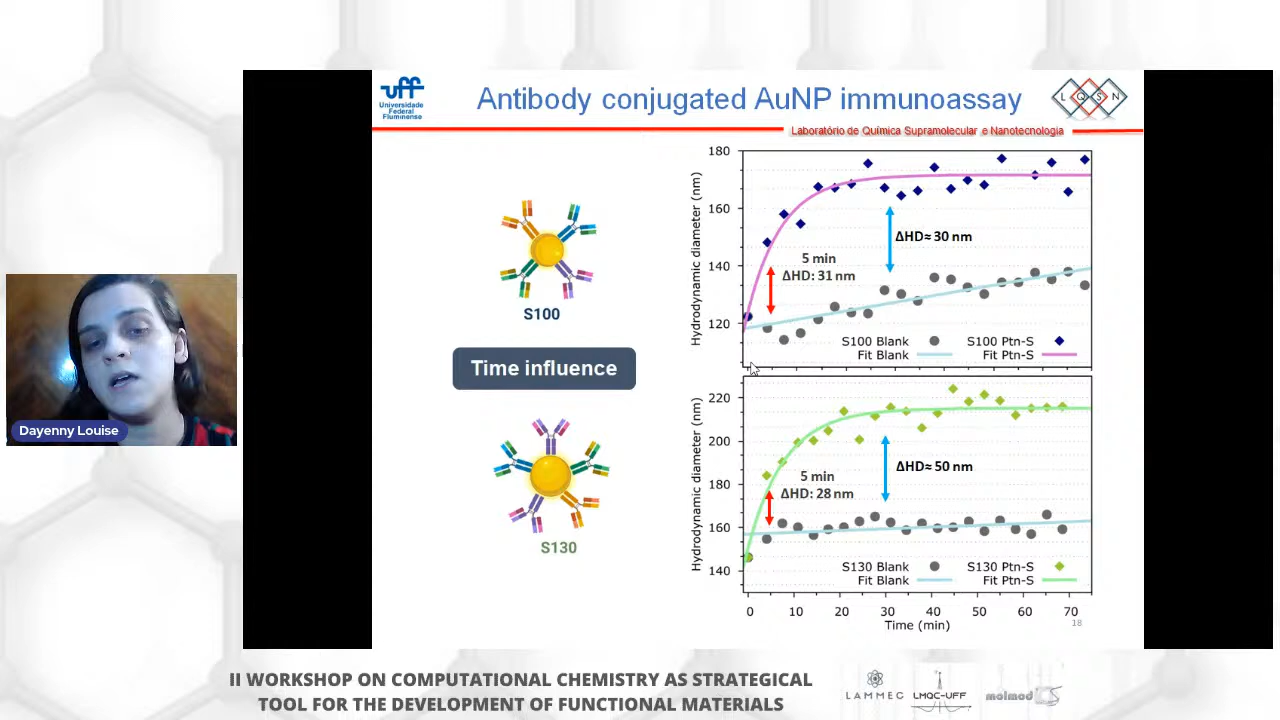 uff
Universidade
Federal
Fluminense
Antibody conjugated AuNP immunoassay
L Q S N
Laboratório de Química Supramolecular e Nanotecnologia
S100
Time influence
S130
Dayenny Louise
Hydrodynamic diameter (nm)
180
160
140
120
5 min
ΔHD: 31 nm
ΔHD≈ 30 nm
S100 Blank
S100 Ptn-S
Fit Blank
Fit Ptn-S
Hydrodynamic diameter (nm)
220
200
180
160
140
5 min
ΔHD: 28 nm
ΔHD≈ 50 nm
S130 Blank
S130 Ptn-S
Fit Blank
Fit Ptn-S
0 10 20 30 40 50 60 70
Time (min)
18
II WORKSHOP ON COMPUTATIONAL CHEMISTRY AS STRATEGICAL
TOOL FOR THE DEVELOPMENT OF FUNCTIONAL MATERIALS
LAMMEC
LMQC-UFF
molmod CS